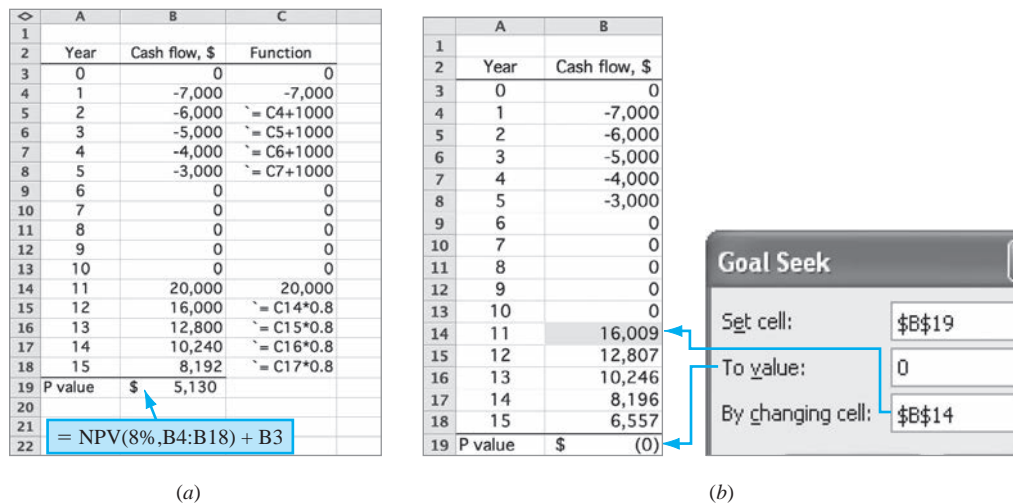 A B C
1
2 Year Cash flow, $ Function
3 0 0 0
4 1 -7,000 -7,000
5 2 -6,000 `= C4+1000
6 3 -5,000 `= C5+1000
7 4 -4,000 `= C6+1000
8 5 -3,000 `= C7+1000
9 6 0 0
10 7 0 0
11 8 0 0
12 9 0 0
13 10 0 0
14 11 20,000 20,000
15 12 16,000 `= C14*0.8
16 13 12,800 `= C15*0.8
17 14 10,240 `= C16*0.8
18 15 8,192 `= C17*0.8
19 P value $ 5,130
20
21
22
= NPV(8%,B4:B18) + B3
(a)
A B
1
2 Year Cash flow, $
3 0 0
4 1 -7,000
5 2 -6,000
6 3 -5,000
7 4 -4,000
8 5 -3,000
9 6 0
10 7 0
11 8 0
12 9 0
13 10 0
14 11 16,009
15 12 12,807
16 13 10,246
17 14 8,196
18 15 6,557
19 P value $ (0)
Goal Seek
Set cell: $B$19
To value: 0
By changing cell: $B$14
(b)